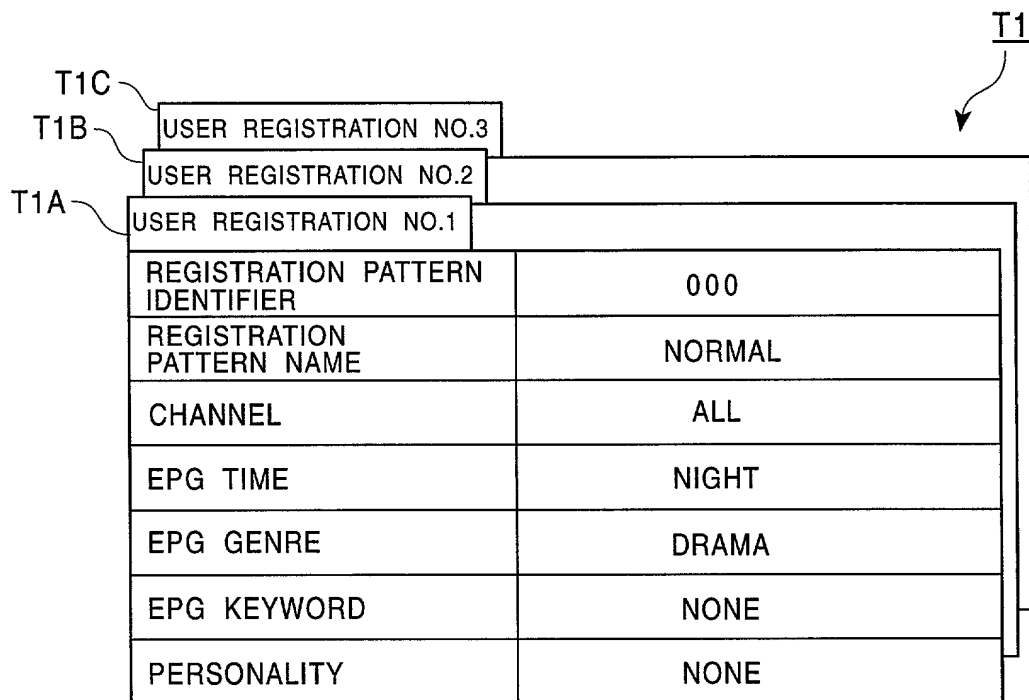 T1
T1C
USER REGISTRATION NO.3
T1B
USER REGISTRATION NO.2
T1A
USER REGISTRATION NO.1
REGISTRATION PATTERN
IDENTIFIER
000
REGISTRATION
PATTERN NAME
NORMAL
CHANNEL
ALL
EPG TIME
NIGHT
EPG GENRE
DRAMA
EPG KEYWORD
NONE
PERSONALITY
NONE